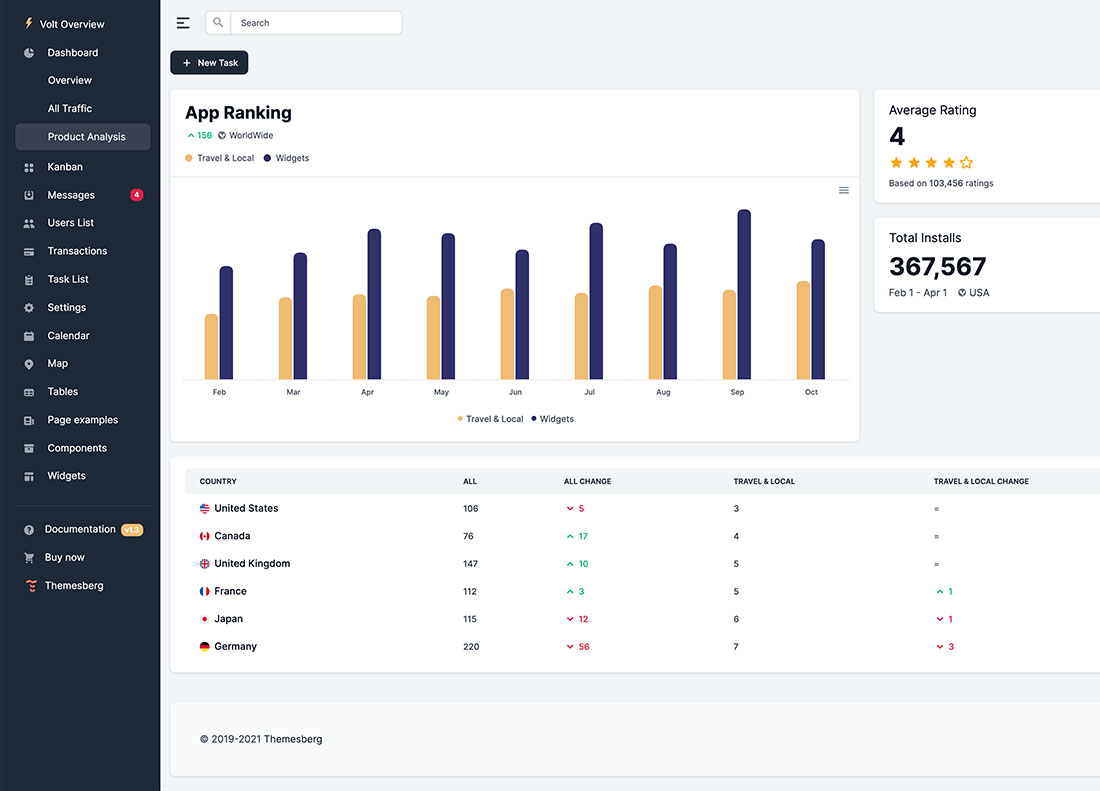 Volt Overview
Dashboard
Overview
All Traffic
Product Analysis
Kanban
Messages 4
Users List
Transactions
Task List
Settings
Calendar
Map
Tables
Page examples
Components
Widgets
Documentation v1.3
Buy now
Themesberg
Search
+ New Task
App Ranking
156 WorldWide
Travel & Local Widgets
Feb Mar Apr May Jun Jul Aug Sep Oct
Travel & Local Widgets
Average Rating
4
Based on 103,456 ratings
Total Installs
367,567
Feb 1 - Apr 1 USA
COUNTRY ALL ALL CHANGE TRAVEL & LOCAL TRAVEL & LOCAL CHANGE
United States 106 5 3 =
Canada 76 17 4 =
United Kingdom 147 10 5 =
France 112 3 5 1
Japan 115 12 6 1
Germany 220 56 7 3
© 2019-2021 Themesberg